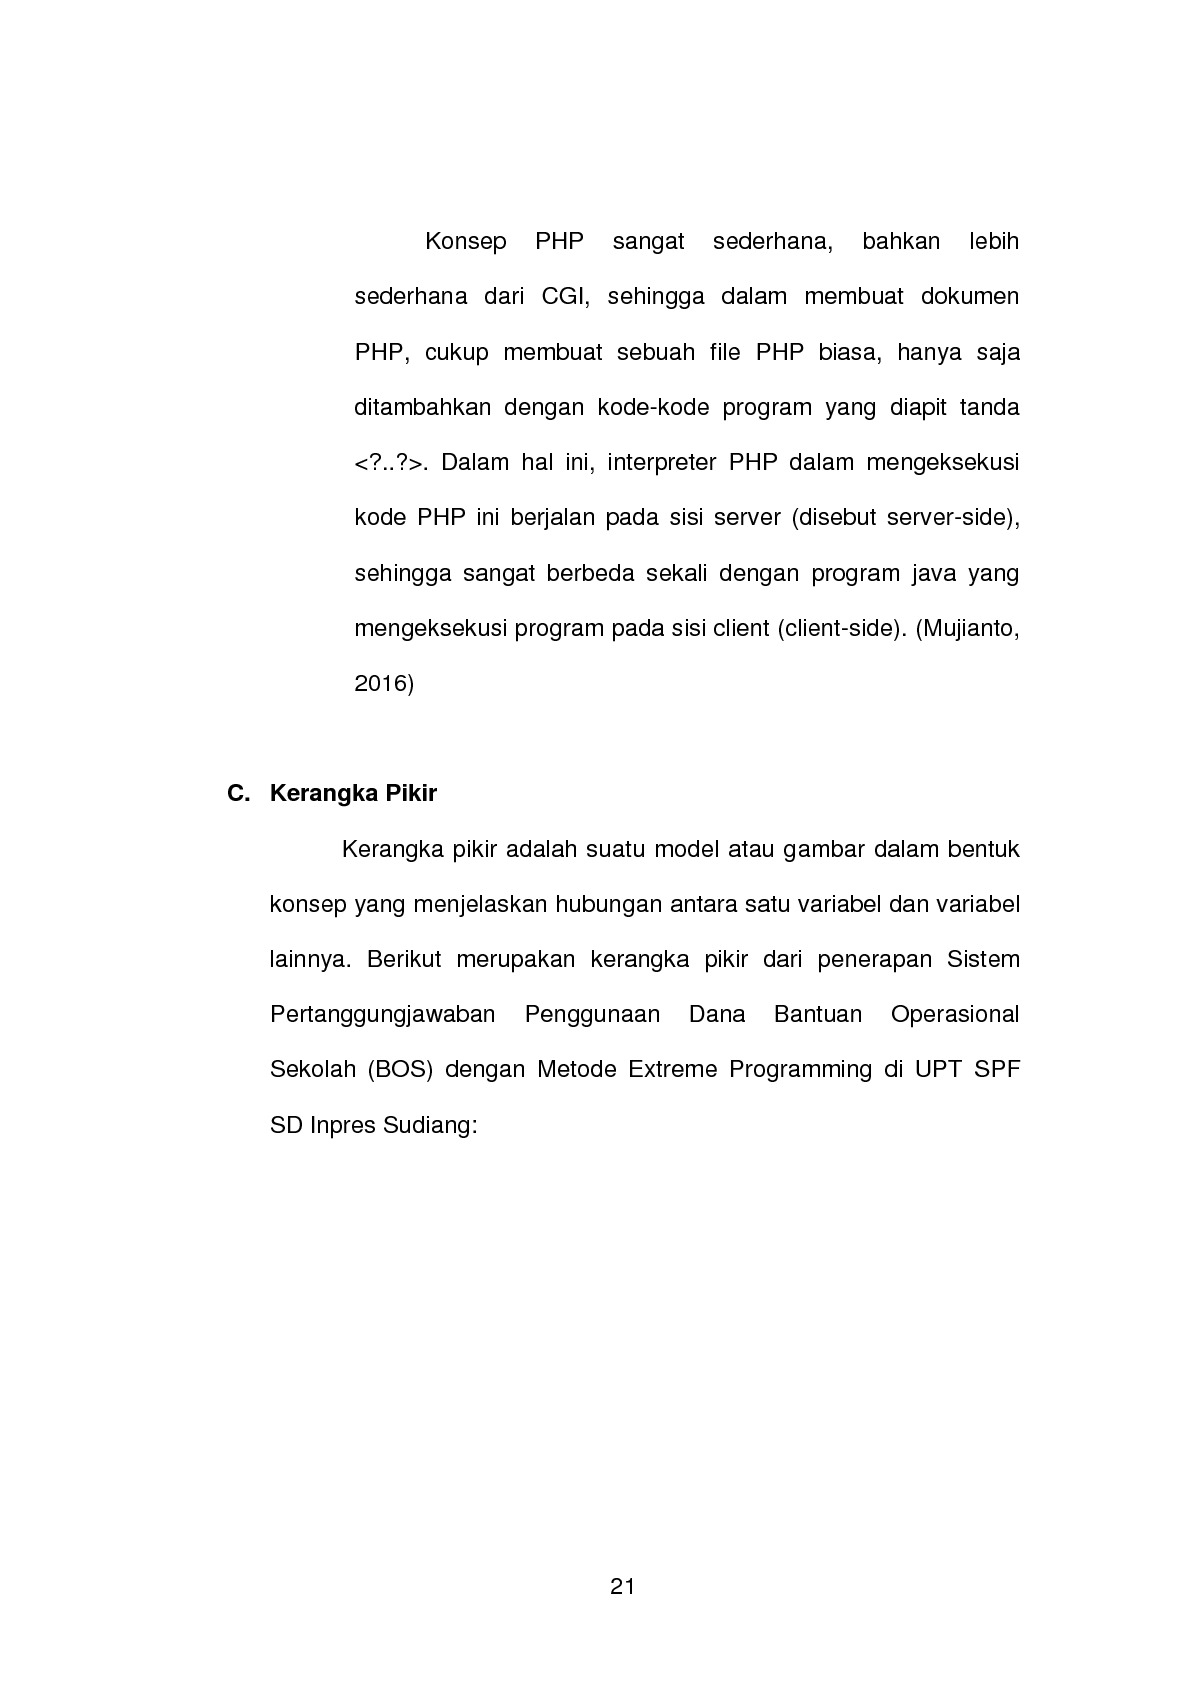 Konsep PHP sangat sederhana, bahkan lebih
sederhana dari CGI, sehingga dalam membuat dokumen
PHP, cukup membuat sebuah file PHP biasa, hanya saja
ditambahkan dengan kode-kode program yang diapit tanda
<?..?>. Dalam hal ini, interpreter PHP dalam mengeksekusi
kode PHP ini berjalan pada sisi server (disebut server-side),
sehingga sangat berbeda sekali dengan program java yang
mengeksekusi program pada sisi client (client-side). (Mujianto,
2016)
C. Kerangka Pikir
Kerangka pikir adalah suatu model atau gambar dalam bentuk
konsep yang menjelaskan hubungan antara satu variabel dan variabel
lainnya. Berikut merupakan kerangka pikir dari penerapan Sistem
Pertanggungjawaban Penggunaan Dana Bantuan Operasional
Sekolah (BOS) dengan Metode Extreme Programming di UPT SPF
SD Inpres Sudiang:
21